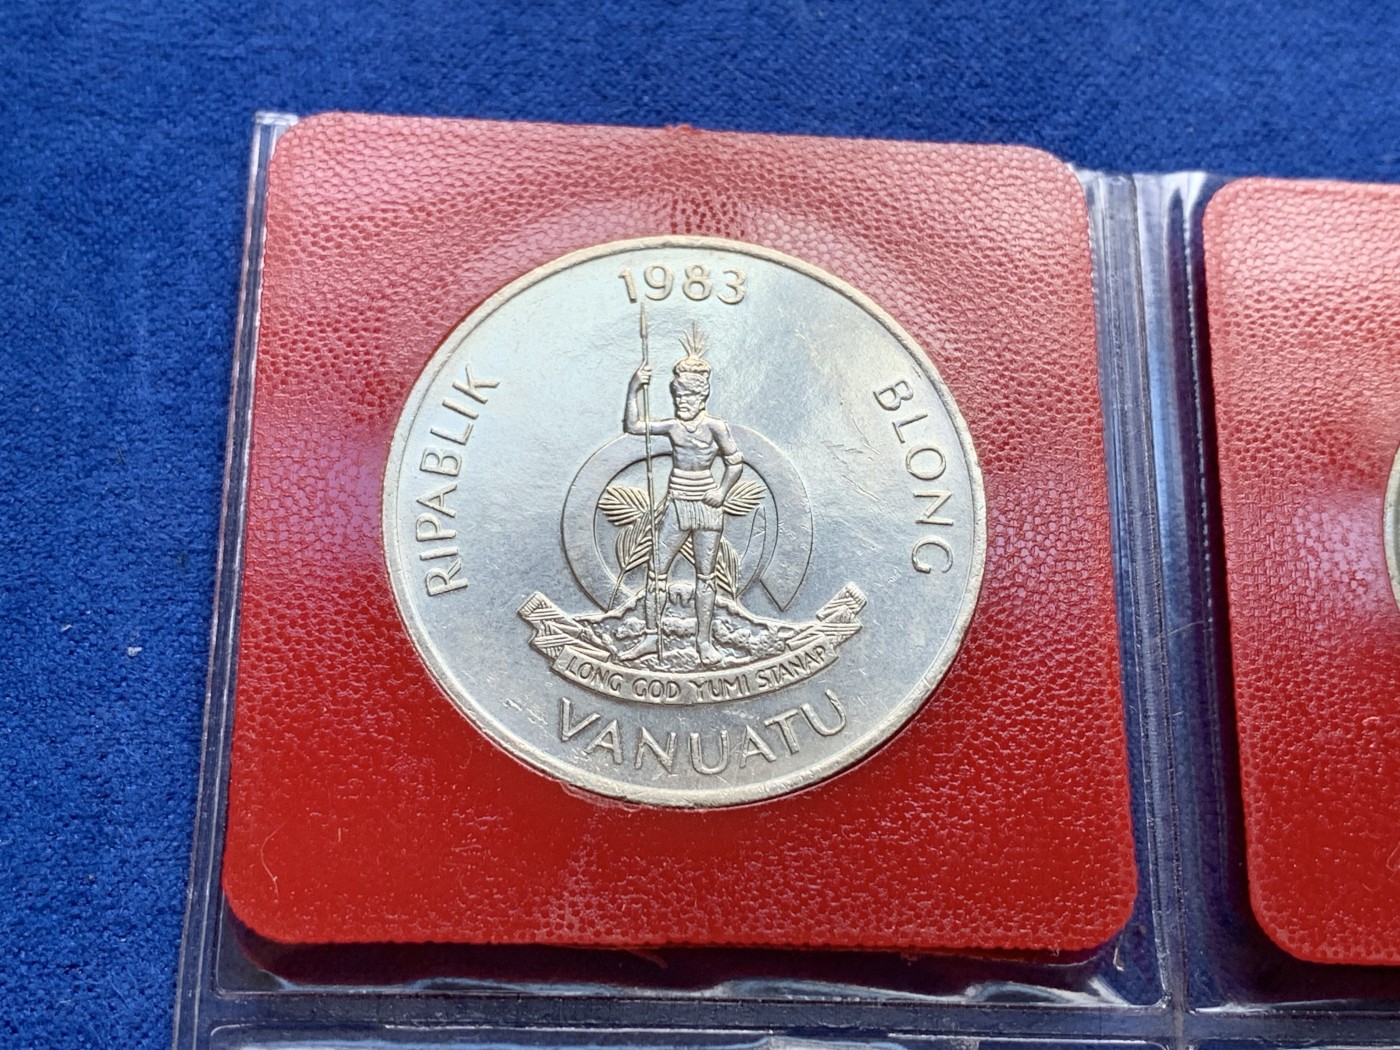 1983
RIPABLIK
BLONG
LONG GOD YUMI STANAP
VANUATU